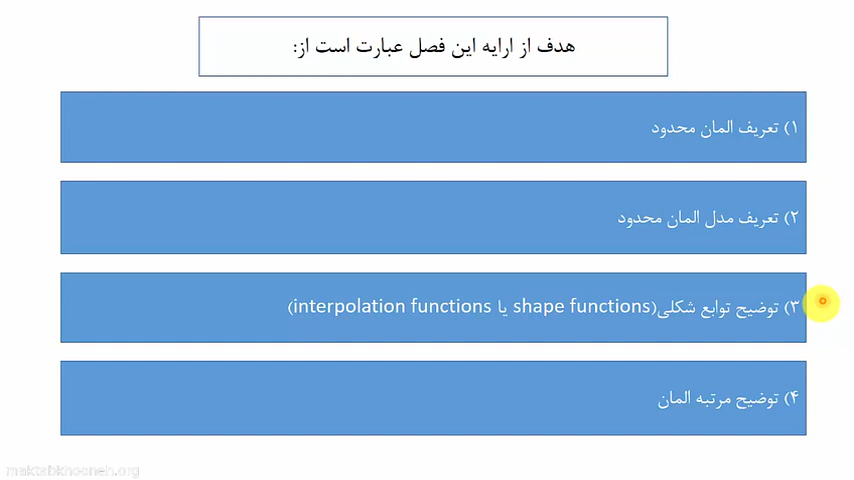 هدف از ارایه این فصل عبارت است از:
۱) تعریف المان محدود
۲) تعریف مدل المان محدود
۳) توضیح توابع شکلی(shape functions یا interpolation functions)
۴) توضیح مرتبه المان
maktabkhooneh.org